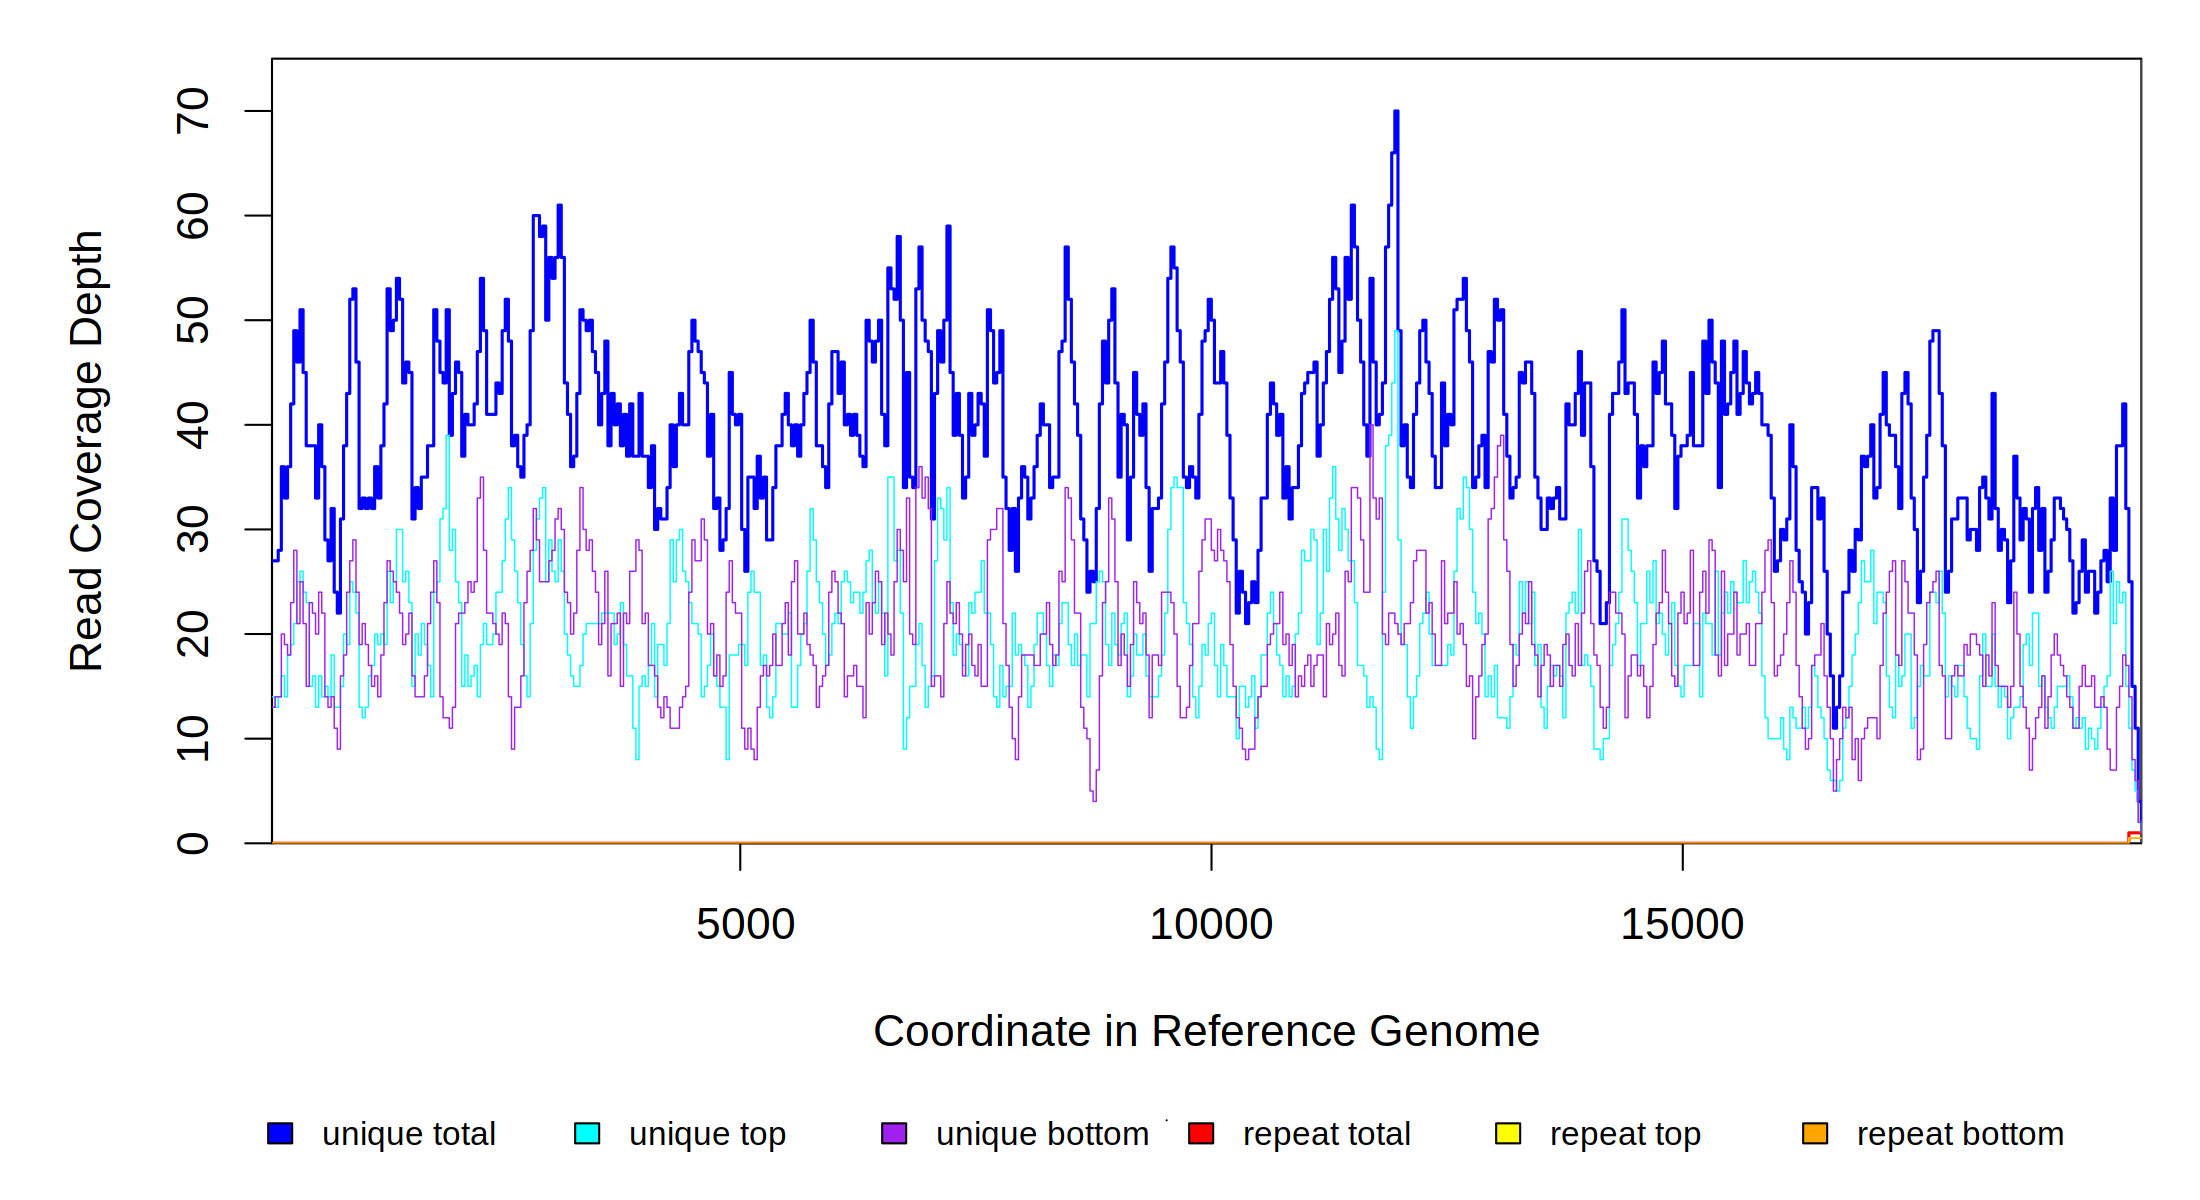 70
60
50
40
30
20
10
0
Read Coverage Depth
5000 10000 15000
Coordinate in Reference Genome
unique total unique top unique bottom repeat total repeat top repeat bottom